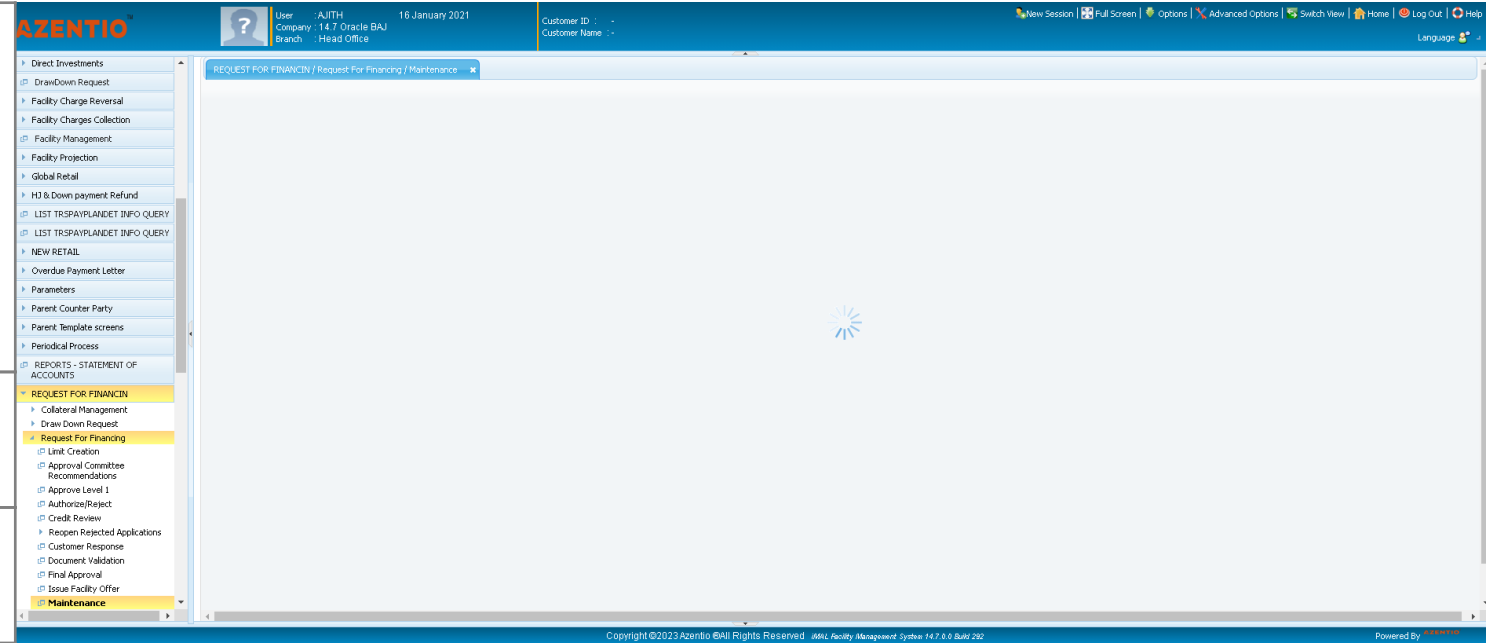 AZENTIO
User : AJITH 16 January 2021
Company : 14.7 Oracle BAJ
Branch : Head Office
Customer ID : -
Customer Name : -
New Session | Full Screen | Options | Advanced Options | Switch View | Home | Log Out | Help
Language
Direct Investments
DrawDown Request
Facility Charge Reversal
Facility Charges Collection
Facility Management
Facility Projection
Global Retail
HJ & Down payment Refund
LIST TRSPAYPLANDET INFO QUERY
LIST TRSPAYPLANDET INFO QUERY
NEW RETAIL
Overdue Payment Letter
Parameters
Parent Counter Party
Parent Template screens
Periodical Process
REPORTS - STATEMENT OF
ACCOUNTS
REQUEST FOR FINANCIN
Collateral Management
Draw Down Request
Request For Financing
Limit Creation
Approval Committee
Recommendations
Approve Level 1
Authorize/Reject
Credit Review
Reopen Rejected Applications
Customer Response
Document Validation
Final Approval
Issue Facility Offer
Maintenance
REQUEST FOR FINANCIN / Request For Financing / Maintenance
Copyright ©2023 Azentio ®All Rights Reserved iMAL Facility Management System 14.7.0.0 Build 292
Powered By AZENTIO